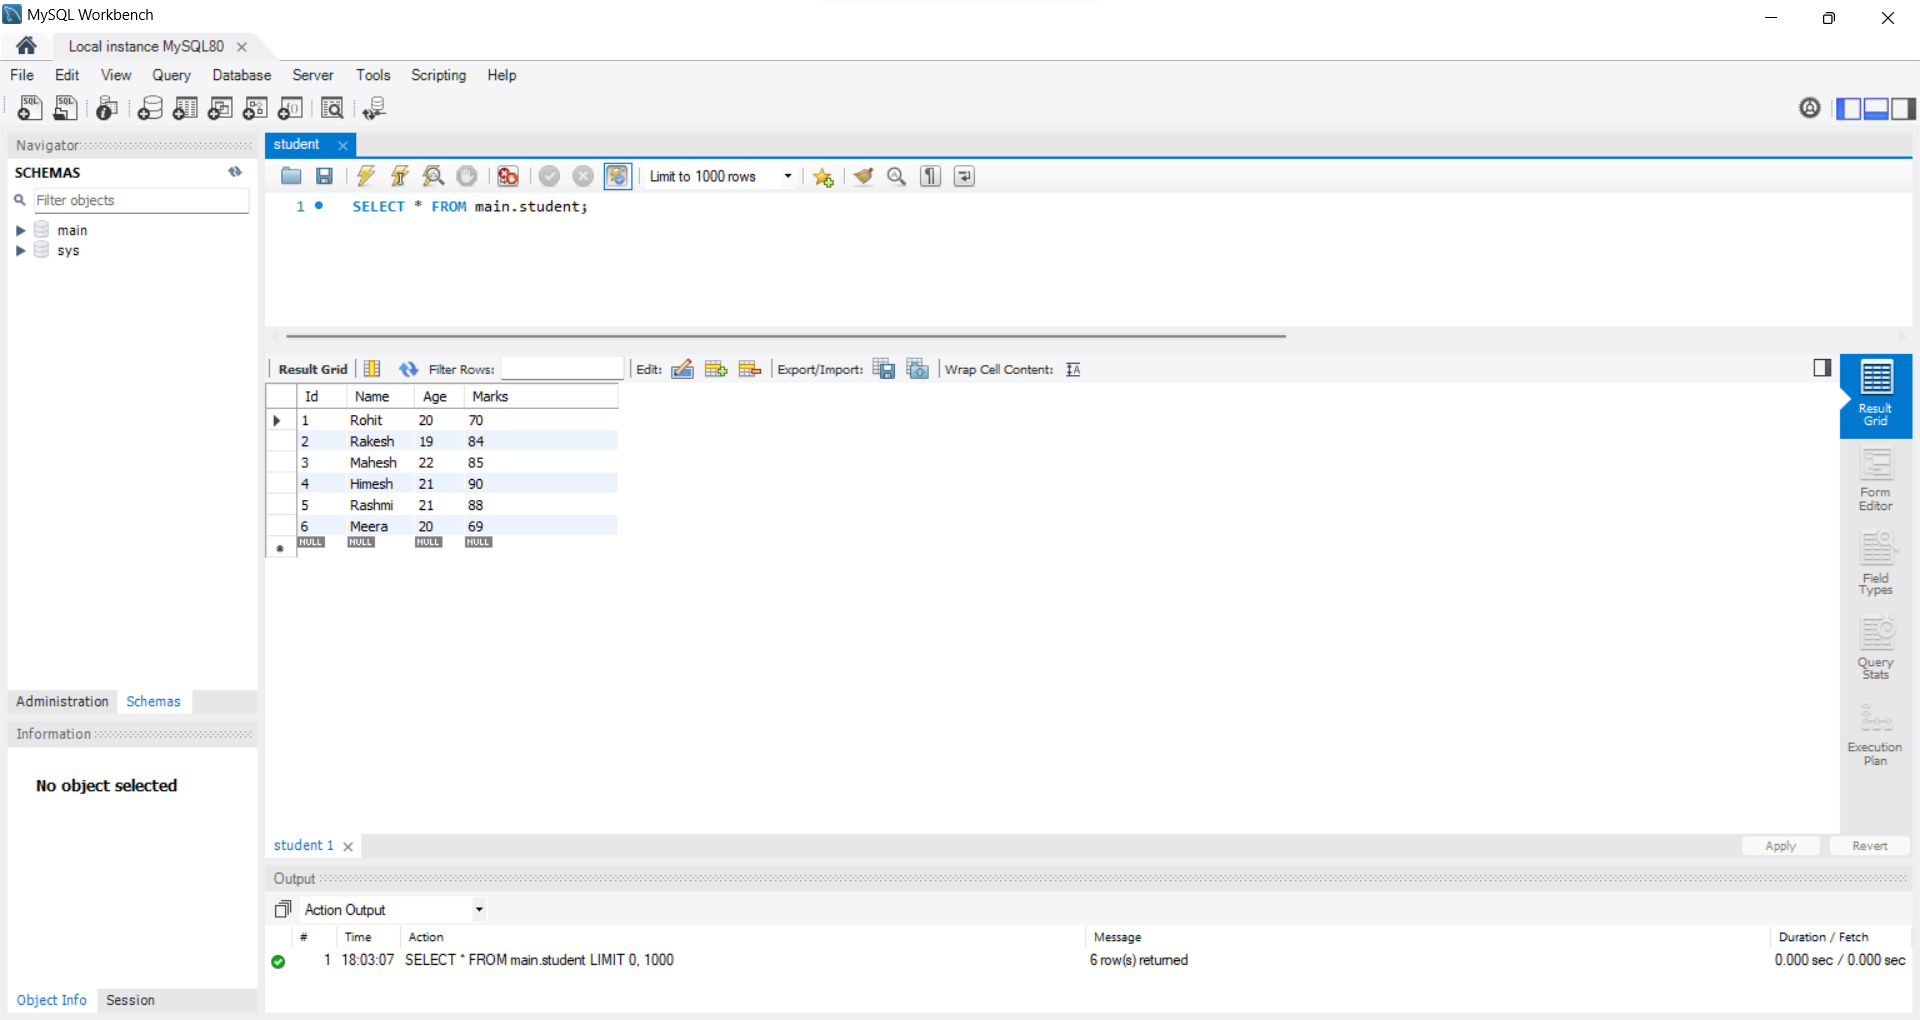 MySQL Workbench
Local instance MySQL80
File Edit View Query Database Server Tools Scripting Help
Navigator
SCHEMAS
Filter objects
main
sys
Administration Schemas
Information
No object selected
Object Info Session
student
Limit to 1000 rows
1 SELECT * FROM main.student;
Result Grid Filter Rows: Edit: Export/Import: Wrap Cell Content:
Id Name Age Marks
1 Rohit 20 70
2 Rakesh 19 84
3 Mahesh 22 85
4 Himesh 21 90
5 Rashmi 21 88
6 Meera 20 69
NULL NULL NULL NULL
Result
Grid
Form
Editor
Field
Types
Query
Stats
Execution
Plan
student 1 Apply Revert
Output
Action Output
# Time Action Message Duration / Fetch
1 18:03:07 SELECT * FROM main.student LIMIT 0, 1000 6 row(s) returned 0.000 sec / 0.000 sec